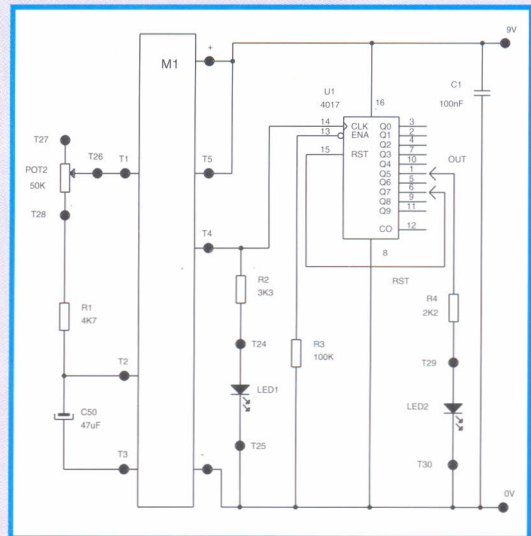 9V
M1
+
C1
100nF
U1
4017
16
T27
T26
T1
T5
POT2
50K
T28
14
CLK
Q0
3
13
ENA
Q1
2
Q2
4
15
RST
Q3
7
Q4
10
OUT
Q5
1
Q6
5
Q7
6
Q8
9
Q9
11
CO
12
T4
8
RST
R2
3K3
R1
4K7
R3
100K
R4
2K2
T24
T29
T2
LED1
LED2
C50
47uF
T25
T3
T30
0V